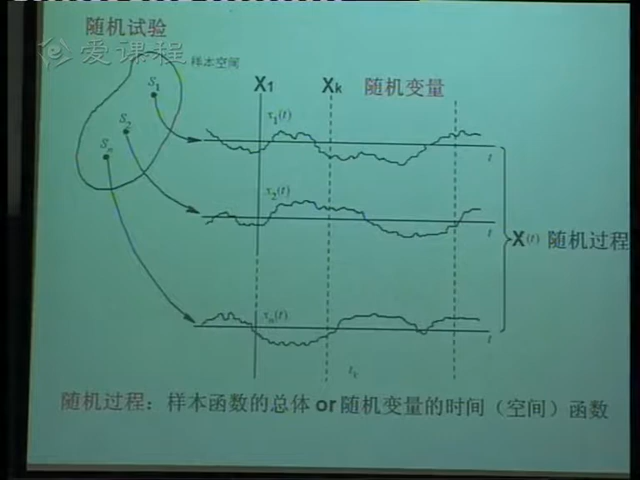 随机试验
爱课程
样本空间
X1 Xk 随机变量
S1
x1(t)
S2
t
Sn
x2(t)
t
X(t) 随机过程
xn(t)
t
tk
随机过程：样本函数的总体 or 随机变量的时间（空间）函数